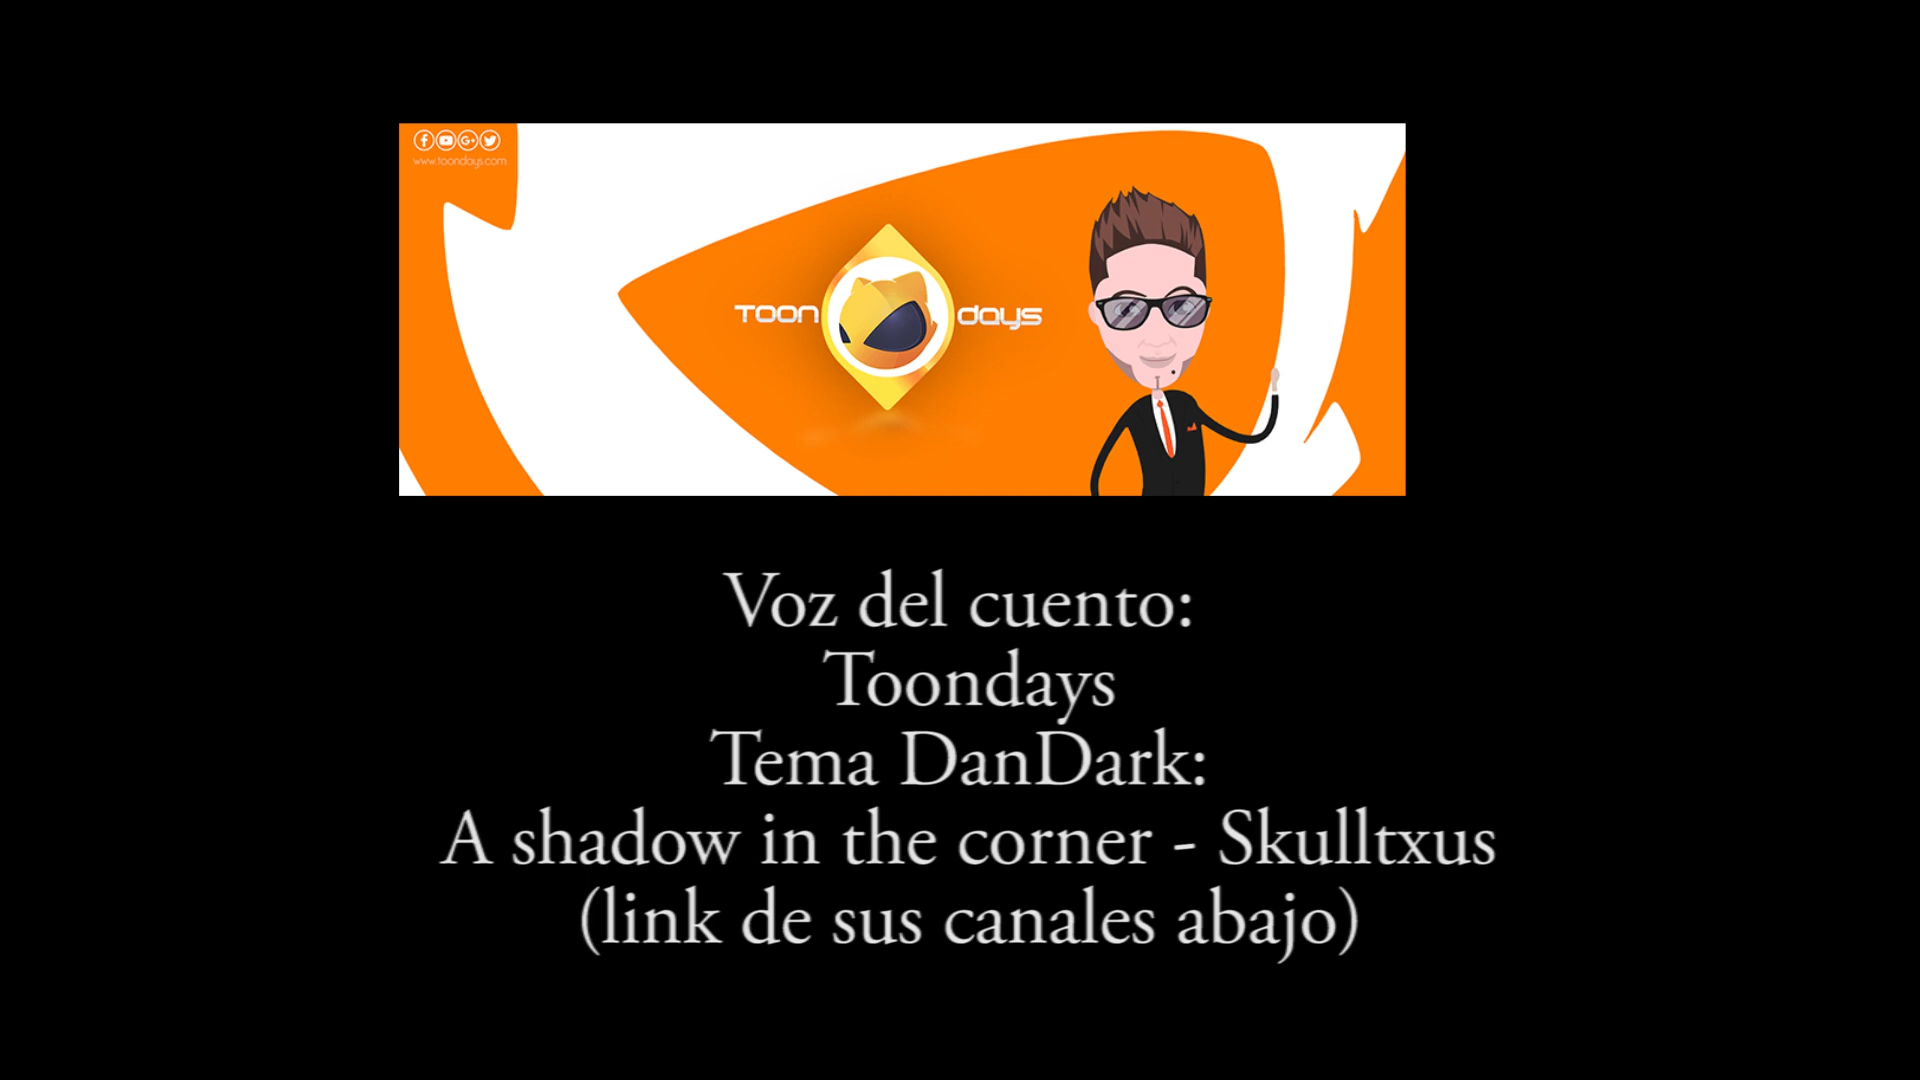 www.toondays.com
TOON days
Voz del cuento:
Toondays
Tema DanDark:
A shadow in the corner - Skulltxus
(link de sus canales abajo)